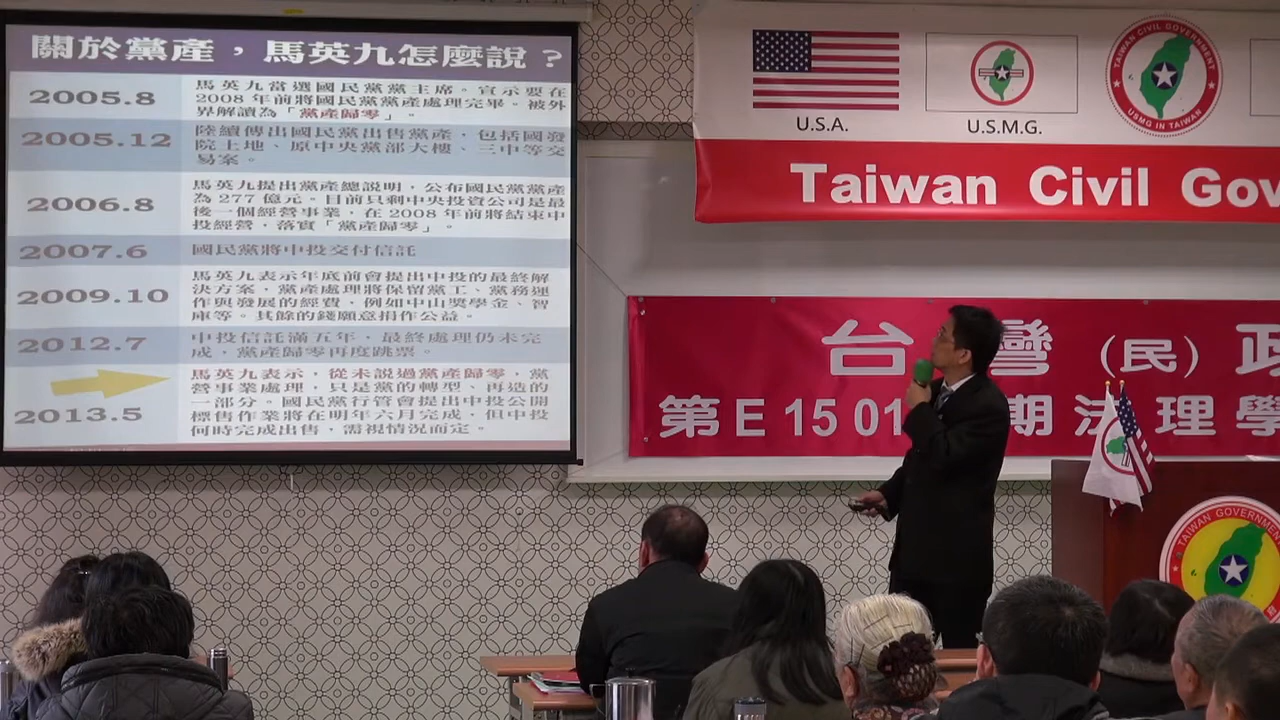 關於黨產，馬英九怎麼說？
2005.8
馬英九當選國民黨黨主席。宣示要在
2008年前將國民黨黨產處理完畢。被外
界解讀為「黨產歸零」。
2005.12
陸續傳出國民黨出售黨產，包括國發
院土地、原中央黨部大樓、三中等交
易案。
2006.8
馬英九提出黨產總說明，公布國民黨黨產
為277億元。目前只剩中央投資公司是最
後一個經營事業，在2008年前將結束中
投經營，落實「黨產歸零」。
2007.6
國民黨將中投交付信託
2009.10
馬英九表示年底前會提出中投的最終解
決方案，黨產處理將保留黨工、黨務運
作與發展的經費，例如中山獎學金、智
庫等。其餘的錢願意捐作公益。
2012.7
中投信託滿五年，最終處理仍未完
成，黨產歸零再度跳票。
2013.5
馬英九表示，從未說過黨產歸零，黨
營事業處理，只是黨的轉型、再造的
一部分。國民黨行管會提出中投公開
標售作業將在明年六月完成，但中投
何時完成出售，需視情況而定。
U.S.A.
U.S.M.G.
TAIWAN CIVIL GOVERNMENT
USMG IN TAIWAN
Taiwan Civil Gov
台灣（民）政
第E1501期法理學
TAIWAN GOVERNMENT